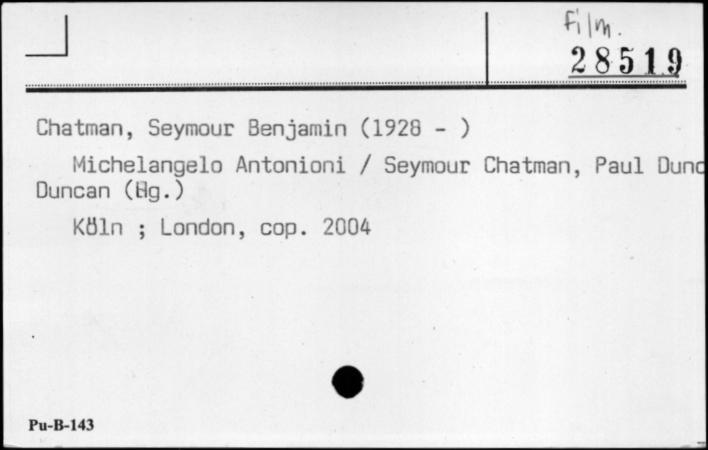 Film.
28519
Chatman, Seymour Benjamin (1928 - )
Michelangelo Antonioni / Seymour Chatman, Paul Dunc
Duncan (Hg.)
Köln ; London, cop. 2004
Pu-B-143